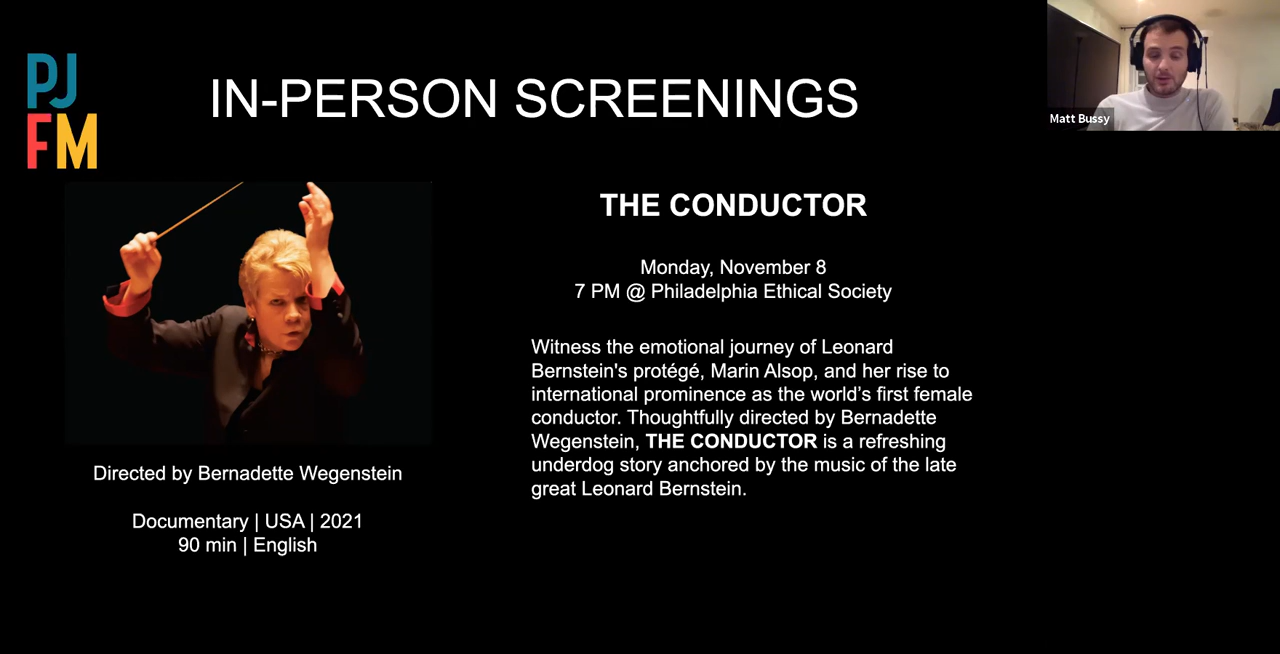 PJ
FM
IN-PERSON SCREENINGS
Matt Bussy
THE CONDUCTOR
Monday, November 8
7 PM @ Philadelphia Ethical Society
Witness the emotional journey of Leonard
Bernstein's protégé, Marin Alsop, and her rise to
international prominence as the world’s first female
conductor. Thoughtfully directed by Bernadette
Wegenstein, THE CONDUCTOR is a refreshing
underdog story anchored by the music of the late
great Leonard Bernstein.
Directed by Bernadette Wegenstein
Documentary | USA | 2021
90 min | English